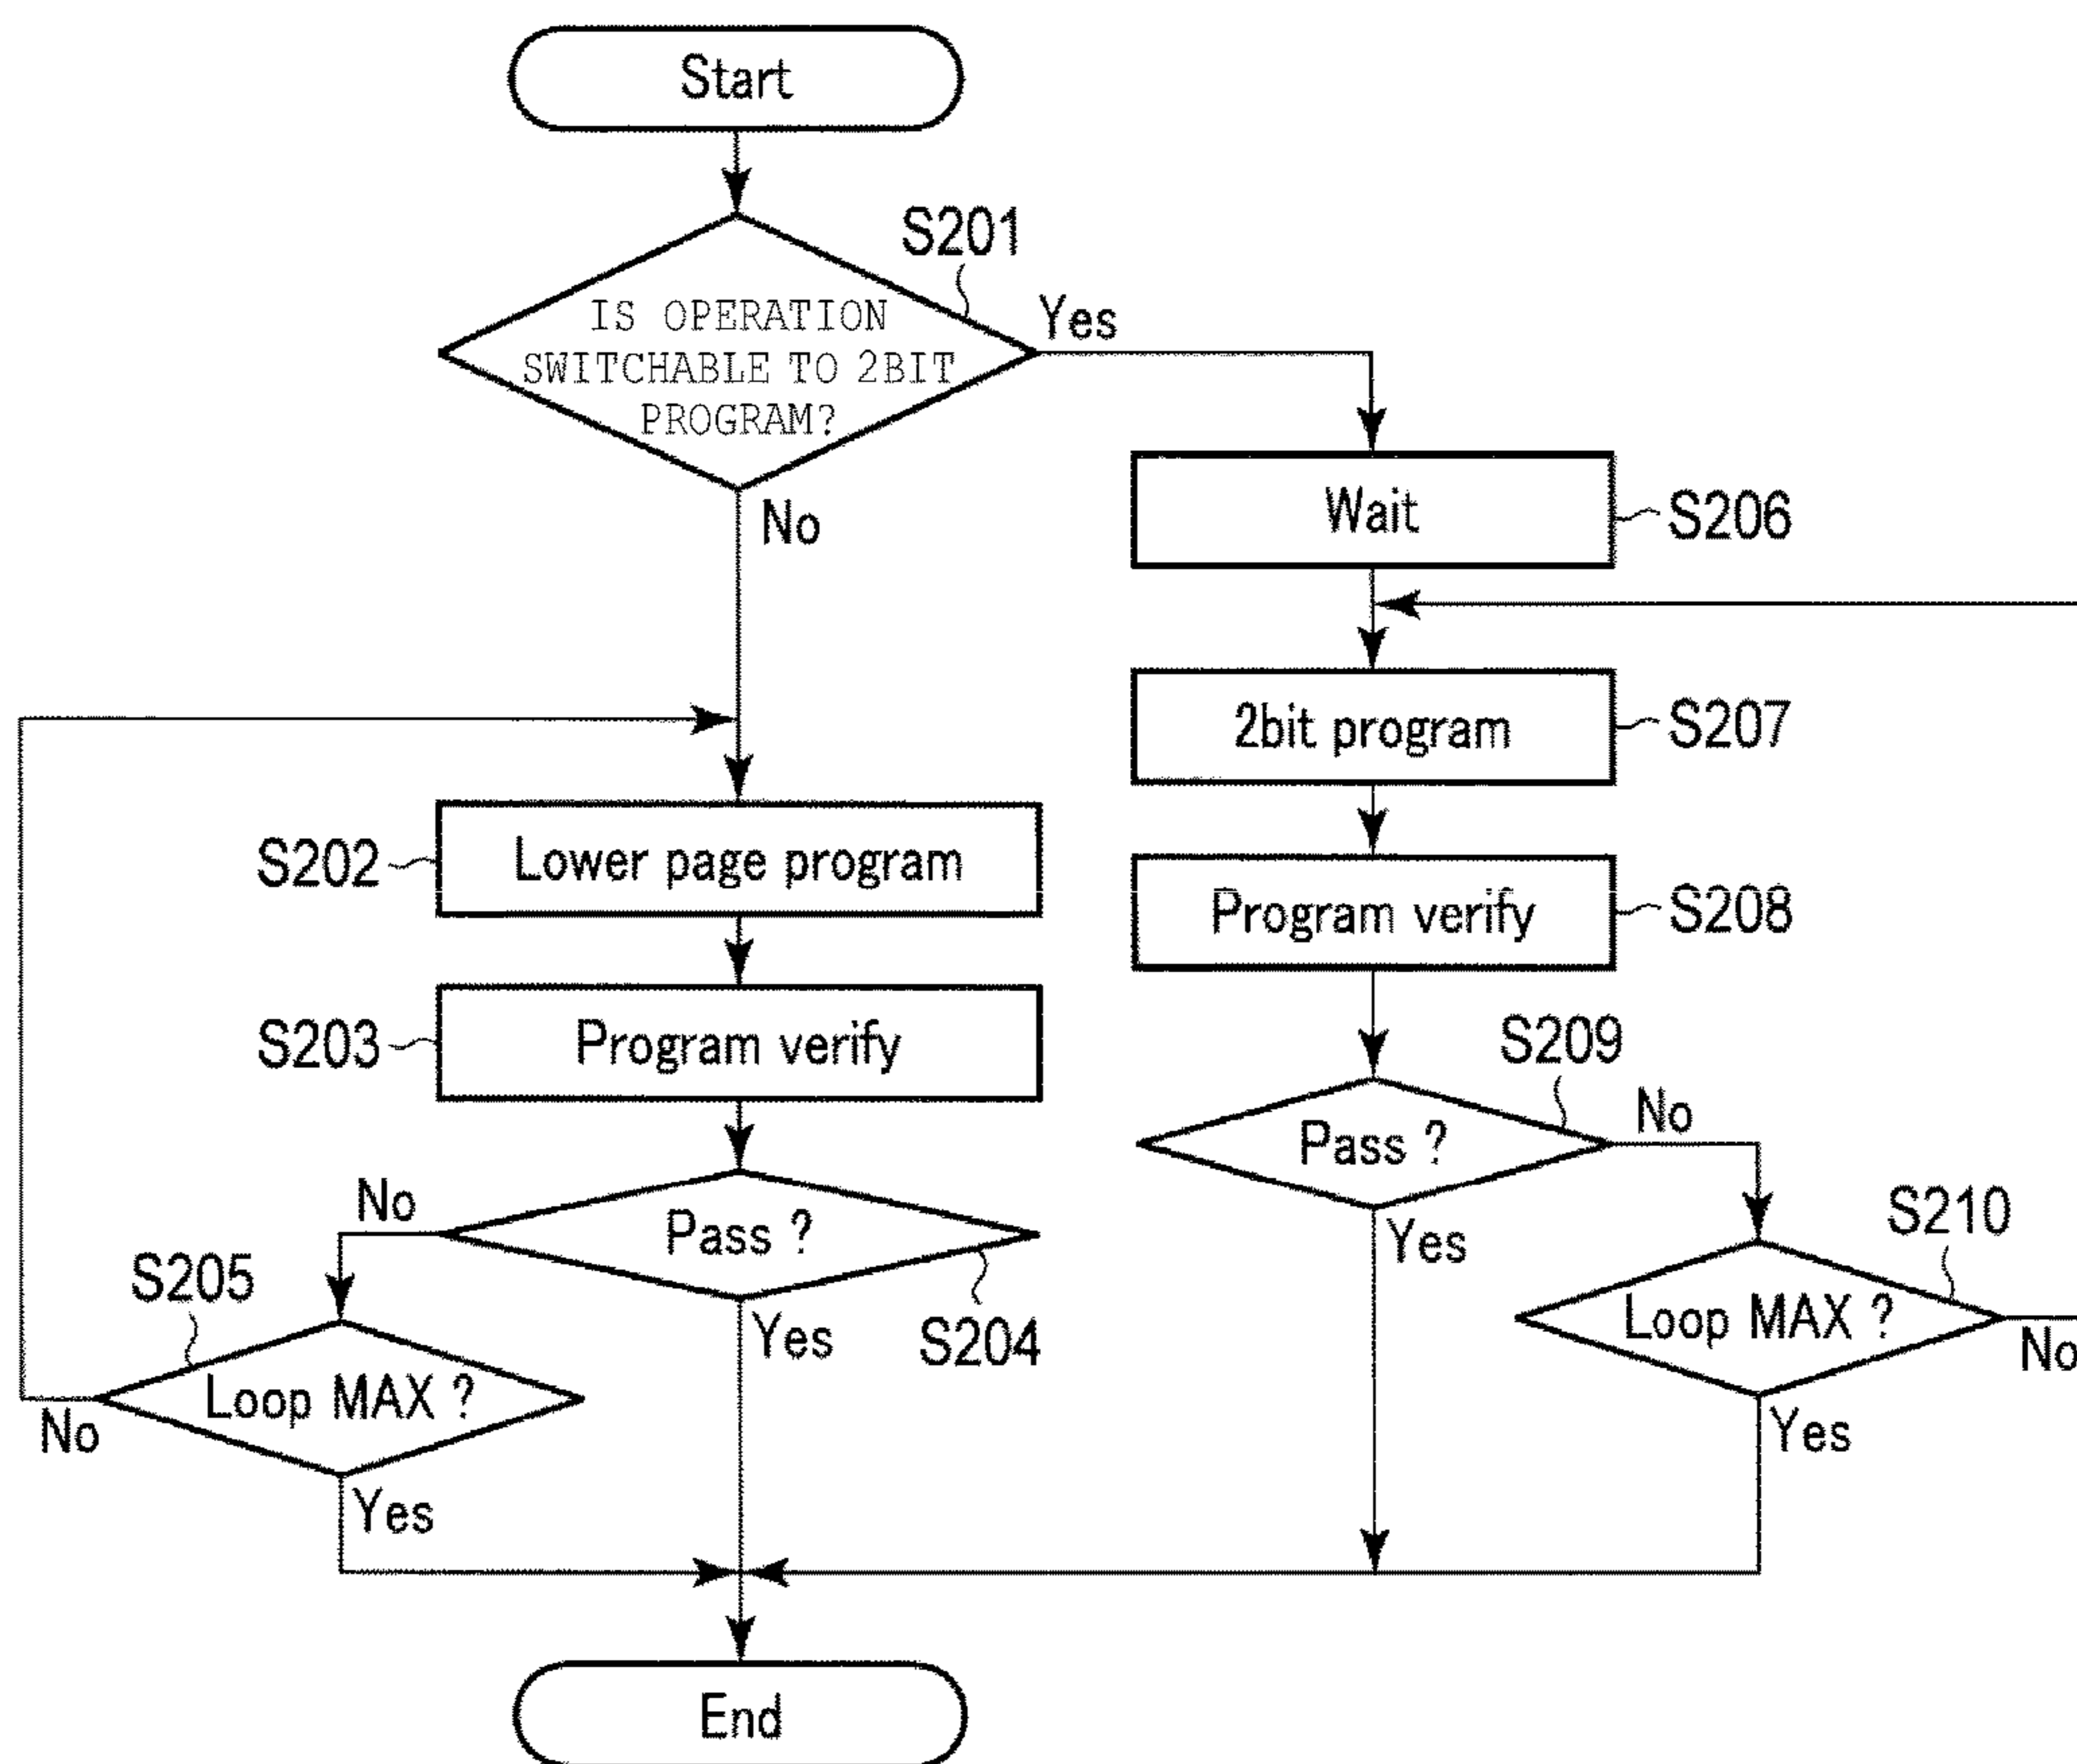 Start
S201
IS OPERATION
SWITCHABLE TO 2BIT
PROGRAM?
Yes
No
Wait
S206
2bit program
S207
S202
Lower page program
Program verify
S208
S203
Program verify
S209
Pass ?
No
Yes
No
Pass ?
S204
Yes
S205
Loop MAX ?
No
Yes
S210
Loop MAX ?
No
Yes
End